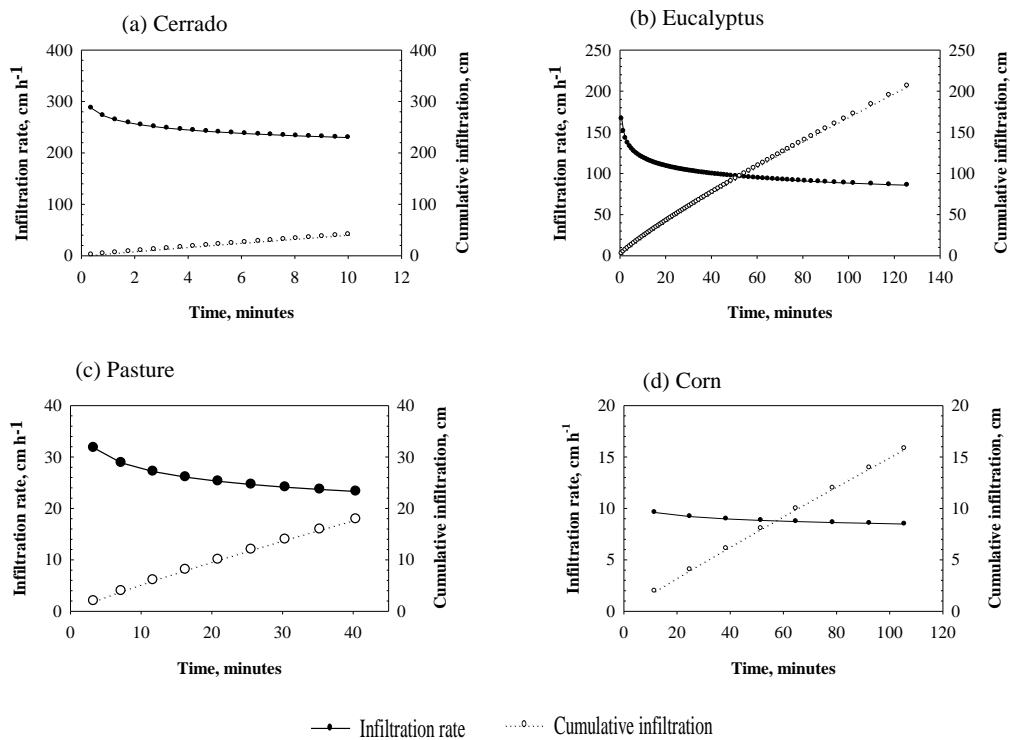 (a) Cerrado
400
300
200
100
0
Infiltration rate, cm h-1
400
300
200
100
0
Cumulative infiltration, cm
0 2 4 6 8 10 12
Time, minutes
(b) Eucalyptus
250
200
150
100
50
0
Infiltration rate, cm h-1
250
200
150
100
50
0
Cumulative infiltration, cm
0 20 40 60 80 100 120 140
Time, minutes
(c) Pasture
40
30
20
10
0
Infiltration rate, cm h-1
40
30
20
10
0
Cumulative infiltration, cm
0 10 20 30 40
Time, minutes
(d) Corn
20
15
10
5
0
Infiltration rate, cm h-1
20
15
10
5
0
Cumulative infiltration, cm
0 20 40 60 80 100 120
Time, minutes
Infiltration rate
Cumulative infiltration